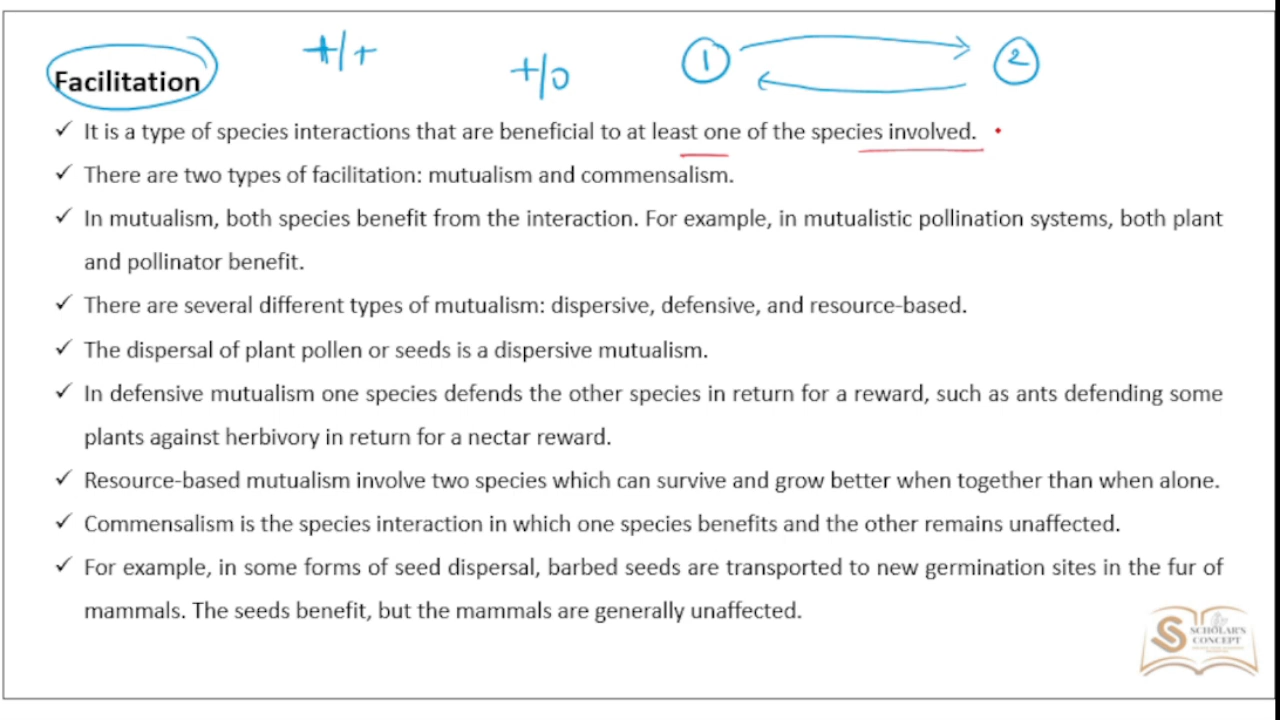 +/+
+/0
1
2
Facilitation
✓ It is a type of species interactions that are beneficial to at least one of the species involved.
✓ There are two types of facilitation: mutualism and commensalism.
✓ In mutualism, both species benefit from the interaction. For example, in mutualistic pollination systems, both plant
and pollinator benefit.
✓ There are several different types of mutualism: dispersive, defensive, and resource-based.
✓ The dispersal of plant pollen or seeds is a dispersive mutualism.
✓ In defensive mutualism one species defends the other species in return for a reward, such as ants defending some
plants against herbivory in return for a nectar reward.
✓ Resource-based mutualism involve two species which can survive and grow better when together than when alone.
✓ Commensalism is the species interaction in which one species benefits and the other remains unaffected.
✓ For example, in some forms of seed dispersal, barbed seeds are transported to new germination sites in the fur of
mammals. The seeds benefit, but the mammals are generally unaffected.
SCHOLAR'S
CONCEPT